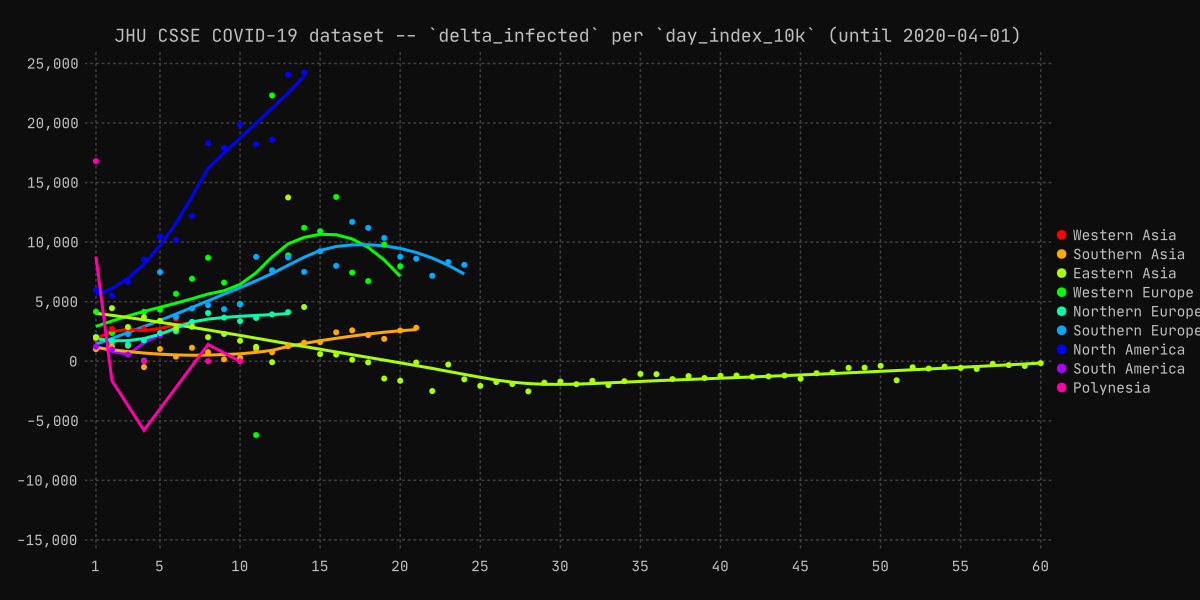 JHU CSSE COVID-19 dataset -- `delta_infected` per `day_index_10k` (until 2020-04-01)
25,000
20,000
15,000
10,000
5,000
0
-5,000
-10,000
-15,000
1 5 10 15 20 25 30 35 40 45 50 55 60
Western Asia
Southern Asia
Eastern Asia
Western Europe
Northern Europe
Southern Europe
North America
South America
Polynesia